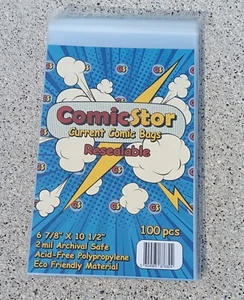 ComicStor
Current Comic Bags
Resealable
100 pcs
6 7/8" X 10 1/2"
2 mil Archival Safe
Acid-Free Polypropylene
Eco Friendly Material